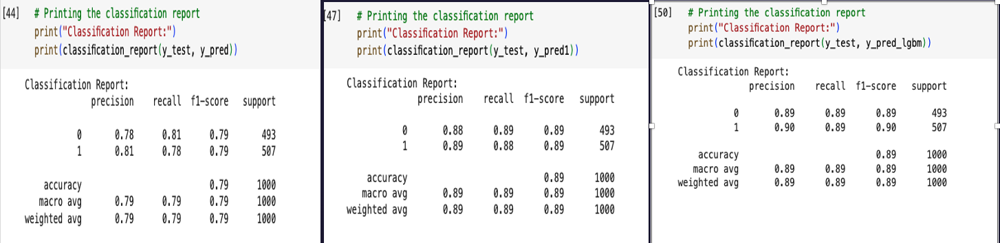 [44] # Printing the classification report
print("Classification Report:")
print(classification_report(y_test, y_pred))
Classification Report:
precision recall f1-score support
0 0.78 0.81 0.79 493
1 0.81 0.78 0.79 507
accuracy 0.79 1000
macro avg 0.79 0.79 0.79 1000
weighted avg 0.79 0.79 0.79 1000
[47] # Printing the classification report
print("Classification Report:")
print(classification_report(y_test, y_pred1))
Classification Report:
precision recall f1-score support
0 0.88 0.89 0.89 493
1 0.89 0.88 0.89 507
accuracy 0.89 1000
macro avg 0.89 0.89 0.89 1000
weighted avg 0.89 0.89 0.89 1000
[50] # Printing the classification report
print("Classification Report:")
print(classification_report(y_test, y_pred_lgbm))
Classification Report:
precision recall f1-score support
0 0.89 0.89 0.89 493
1 0.90 0.89 0.90 507
accuracy 0.89 1000
macro avg 0.89 0.89 0.89 1000
weighted avg 0.89 0.89 0.89 1000